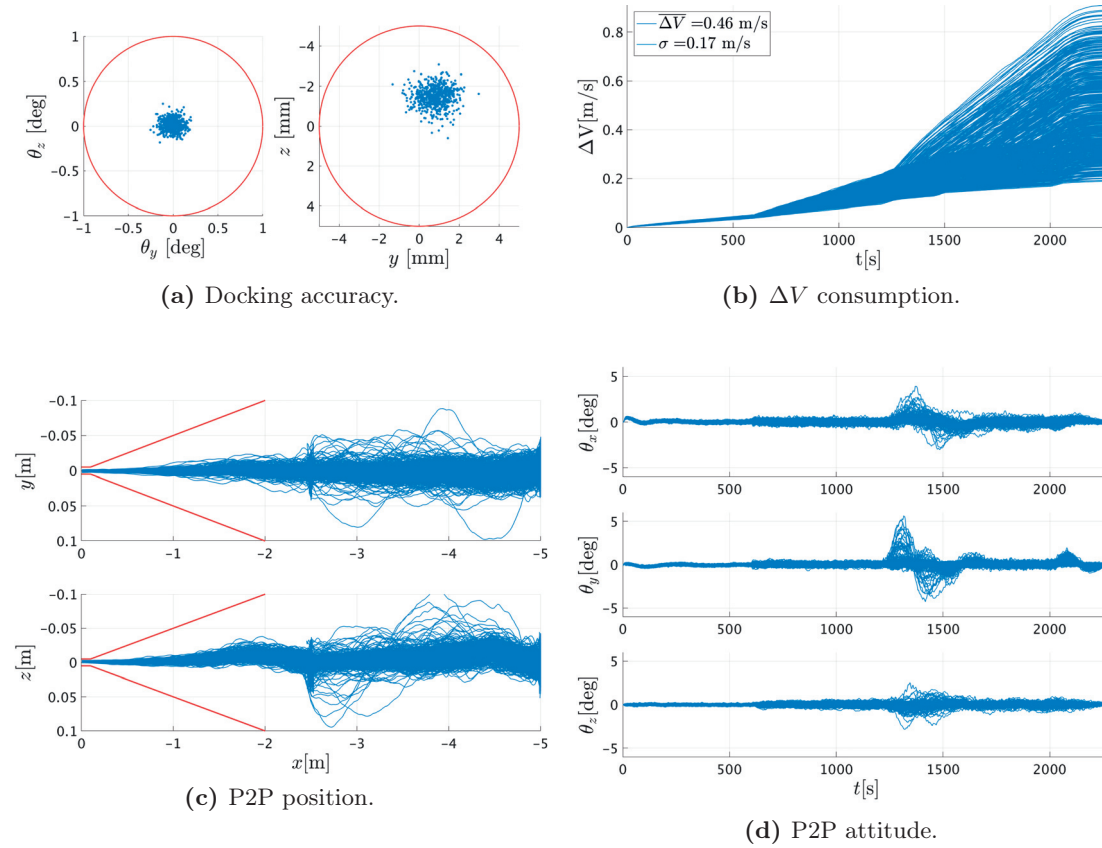 1
0.5
0
-0.5
-1
θz [deg]
-1 -0.5 0 0.5 1
θy [deg]
-4
-2
0
2
4
z [mm]
-4 -2 0 2 4
y [mm]
(a) Docking accuracy.
ΔV =0.46 m/s
σ =0.17 m/s
0.8
0.6
0.4
0.2
0
ΔV[m/s]
0 500 1000 1500 2000
t[s]
(b) ΔV consumption.
-0.1
-0.05
0
0.05
0.1
y[m]
0 -1 -2 -3 -4 -5
-0.1
-0.05
0
0.05
0.1
z[m]
0 -1 -2 -3 -4 -5
x[m]
(c) P2P position.
5
0
-5
θx[deg]
0 500 1000 1500 2000
5
0
-5
θy[deg]
0 500 1000 1500 2000
5
0
-5
θz[deg]
0 500 1000 1500 2000
t[s]
(d) P2P attitude.